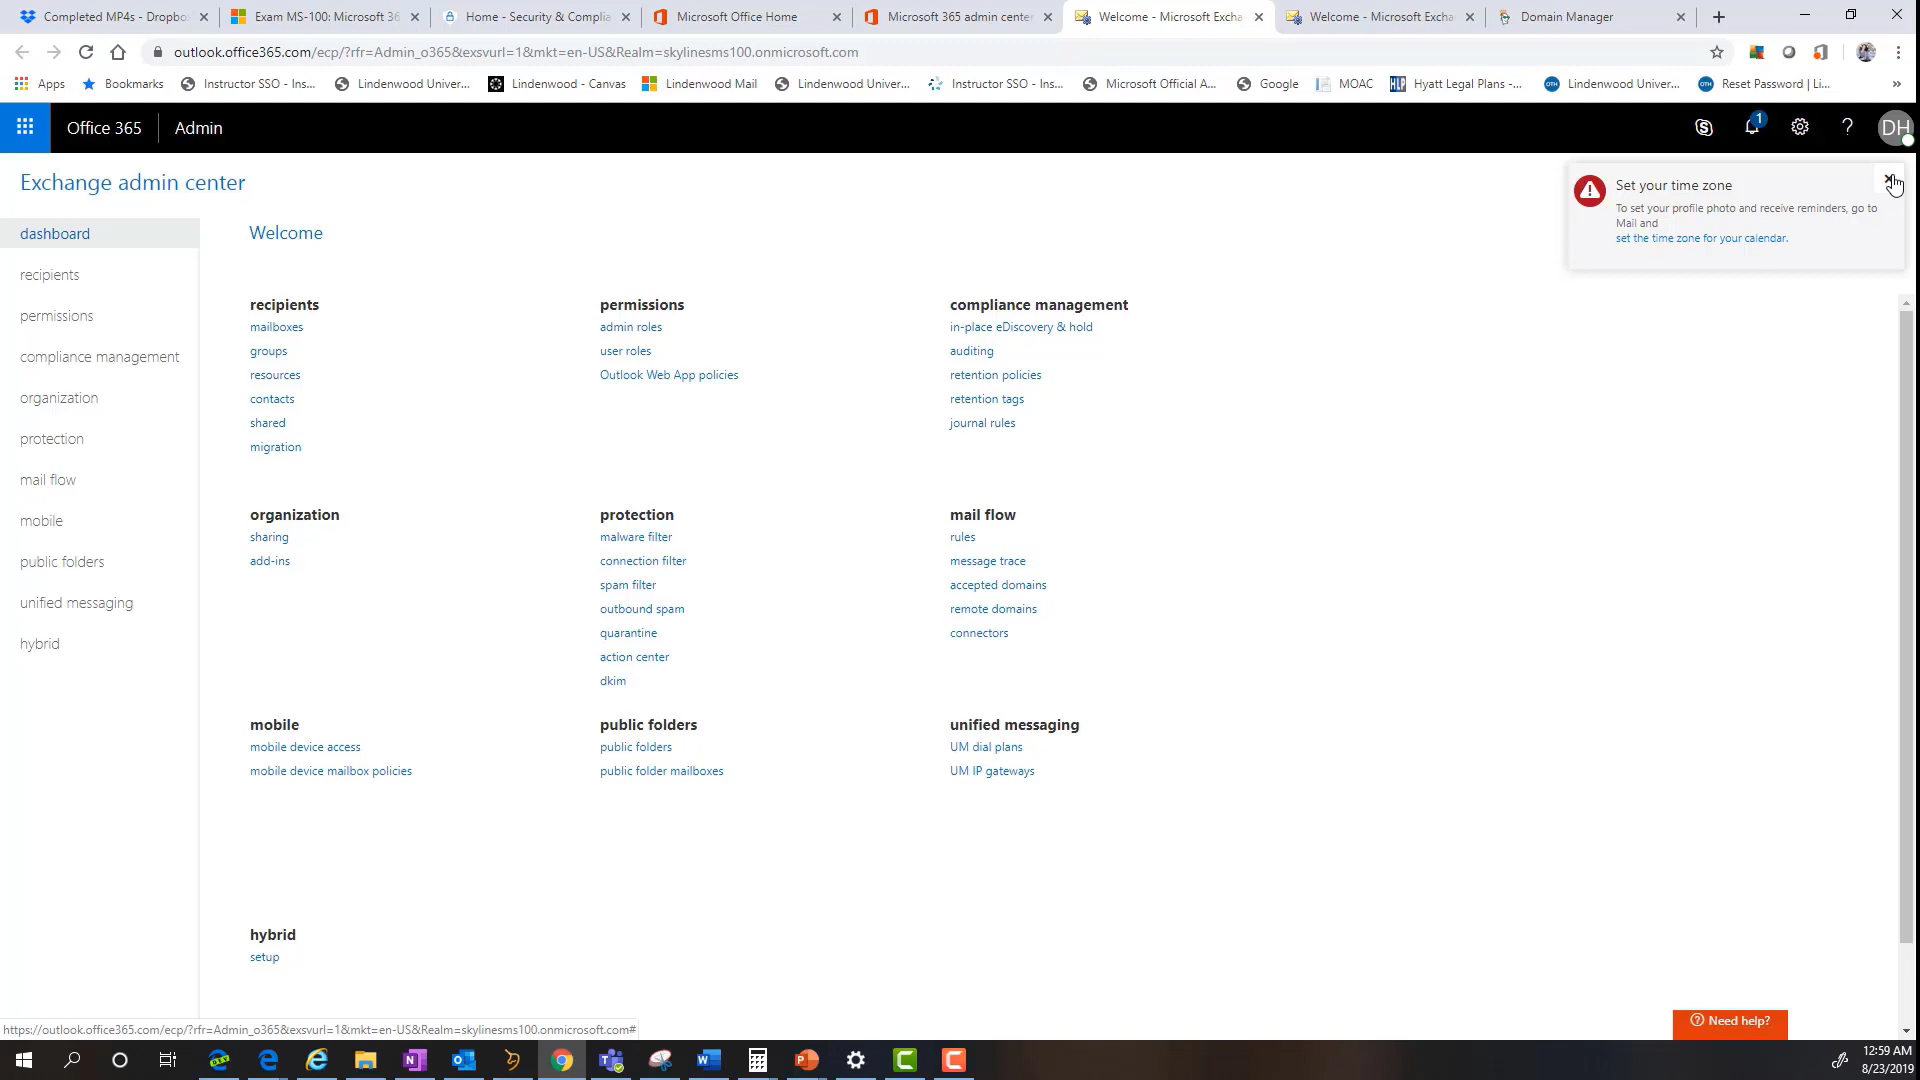 Completed MP4s - Dropbo
Exam MS-100: Microsoft 36
Home - Security & Complia
Microsoft Office Home
Microsoft 365 admin center
Welcome - Microsoft Excha
Welcome - Microsoft Excha
Domain Manager
outlook.office365.com/ecp/?rfr=Admin_o365&exsvurl=1&mkt=en-US&Realm=skylinesms100.onmicrosoft.com
Apps
Bookmarks
Instructor SSO - Ins...
Lindenwood Univer...
Lindenwood - Canvas
Lindenwood Mail
Lindenwood Univer...
Instructor SSO - Ins...
Microsoft Official A...
Google
MOAC
HLP
Hyatt Legal Plans -...
Lindenwood Univer...
Reset Password | Li...
»
Office 365
Admin
1
?
DH
Exchange admin center
Set your time zone
To set your profile photo and receive reminders, go to
Mail and
set the time zone for your calendar.
dashboard
recipients
permissions
compliance management
organization
protection
mail flow
mobile
public folders
unified messaging
hybrid
Welcome
recipients
mailboxes
groups
resources
contacts
shared
migration
permissions
admin roles
user roles
Outlook Web App policies
compliance management
in-place eDiscovery & hold
auditing
retention policies
retention tags
journal rules
organization
sharing
add-ins
protection
malware filter
connection filter
spam filter
outbound spam
quarantine
action center
dkim
mail flow
rules
message trace
accepted domains
remote domains
connectors
mobile
mobile device access
mobile device mailbox policies
public folders
public folders
public folder mailboxes
unified messaging
UM dial plans
UM IP gateways
hybrid
setup
https://outlook.office365.com/ecp/?rfr=Admin_o365&exsvurl=1&mkt=en-US&Realm=skylinesms100.onmicrosoft.com#
Need help?
12:59 AM
8/23/2019